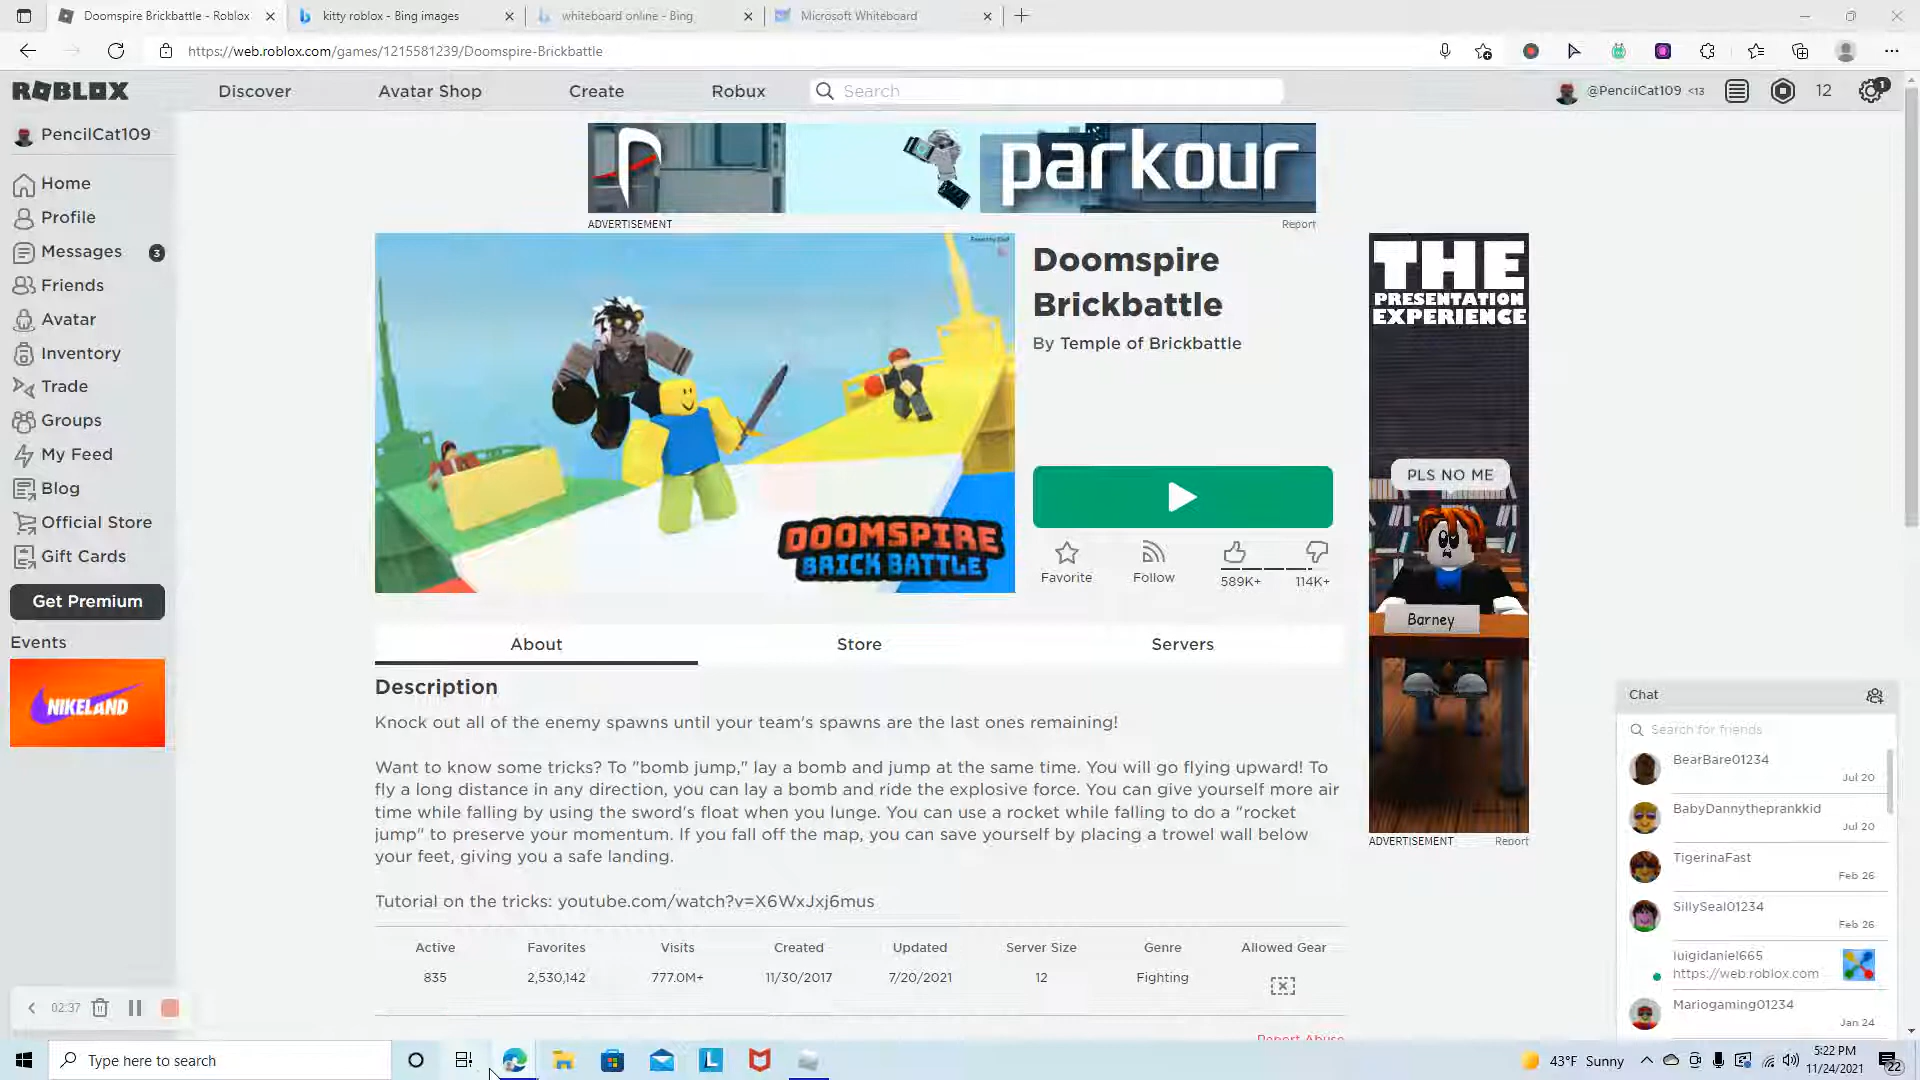 Doomspire Brickbattle - Roblox
kitty roblox - Bing images
whiteboard online - Bing
Microsoft Whiteboard
https://web.roblox.com/games/1215581239/Doomspire-Brickbattle
ROBLOX
Discover
Avatar Shop
Create
Robux
Search
@PencilCat109 <13
12
1
PencilCat109
Home
Profile
Messages 3
Friends
Avatar
Inventory
Trade
Groups
My Feed
Blog
Official Store
Gift Cards
Get Premium
Events
NIKELAND
parkour
ADVERTISEMENT
Report
DOOMSPIRE
BRICK BATTLE
Doomspire
Brickbattle
By Temple of Brickbattle
Favorite
Follow
589K+
114K+
THE
PRESENTATION
EXPERIENCE
PLS NO ME
Barney
ADVERTISEMENT
Report
About
Store
Servers
Description
Knock out all of the enemy spawns until your team's spawns are the last ones remaining!
Want to know some tricks? To "bomb jump," lay a bomb and jump at the same time. You will go flying upward! To
fly a long distance in any direction, you can lay a bomb and ride the explosive force. You can give yourself more air
time while falling by using the sword's float when you lunge. You can use a rocket while falling to do a "rocket
jump" to preserve your momentum. If you fall off the map, you can save yourself by placing a trowel wall below
your feet, giving you a safe landing.
Tutorial on the tricks: youtube.com/watch?v=X6WxJxj6mus
Active
Favorites
Visits
Created
Updated
Server Size
Genre
Allowed Gear
835
2,530,142
777.0M+
11/30/2017
7/20/2021
12
Fighting
Report Abuse
Chat
Search for friends
BearBare01234
Jul 20
BabyDannytheprankkid
Jul 20
TigerinaFast
Feb 26
SillySeal01234
Feb 26
luigidaniel665
https://web.roblox.com
Mariogaming01234
Jan 24
02:37
Type here to search
L
43°F Sunny
5:22 PM
11/24/2021
22